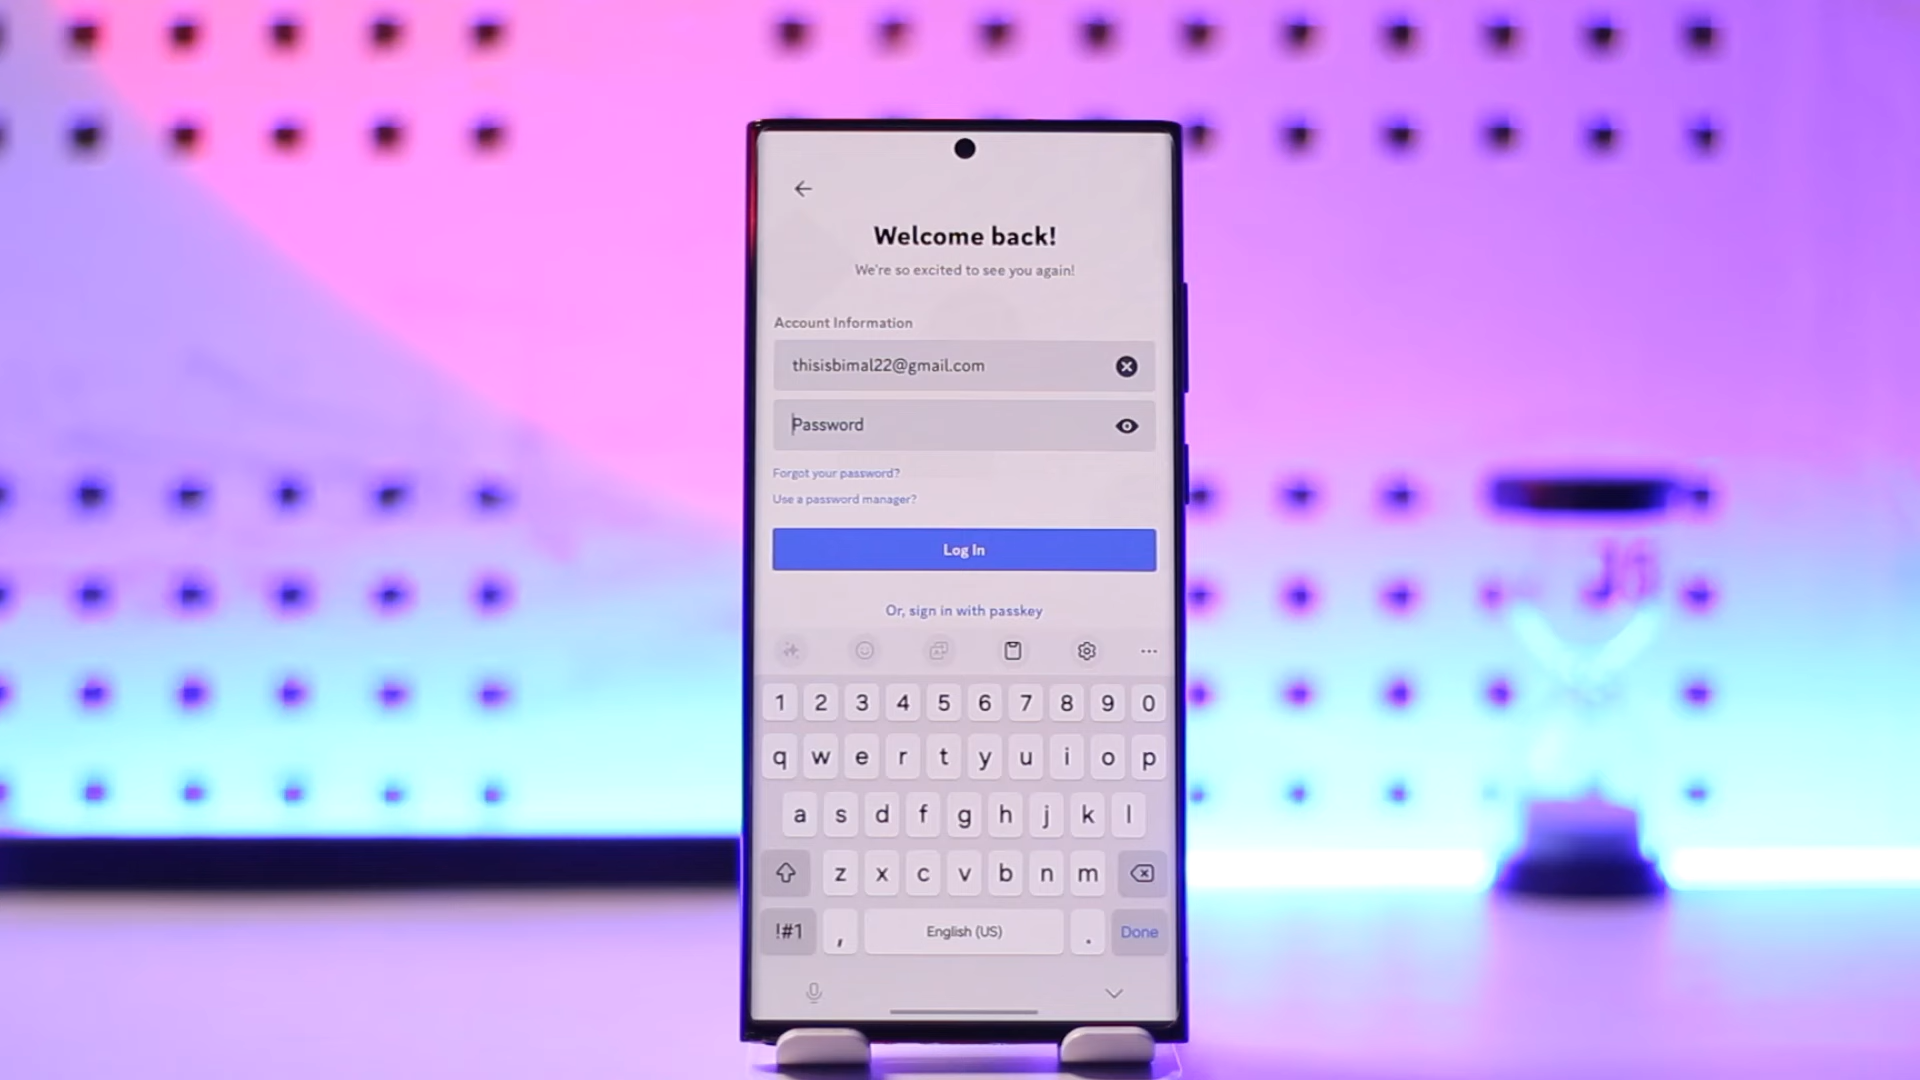 Welcome back!
We're so excited to see you again!
Account Information
thisisbimal22@gmail.com
Password
Forgot your password?
Use a password manager?
Log In
Or, sign in with passkey
1 2 3 4 5 6 7 8 9 0
q w e r t y u i o p
a s d f g h j k l
z x c v b n m
!#1 , English (US) . Done